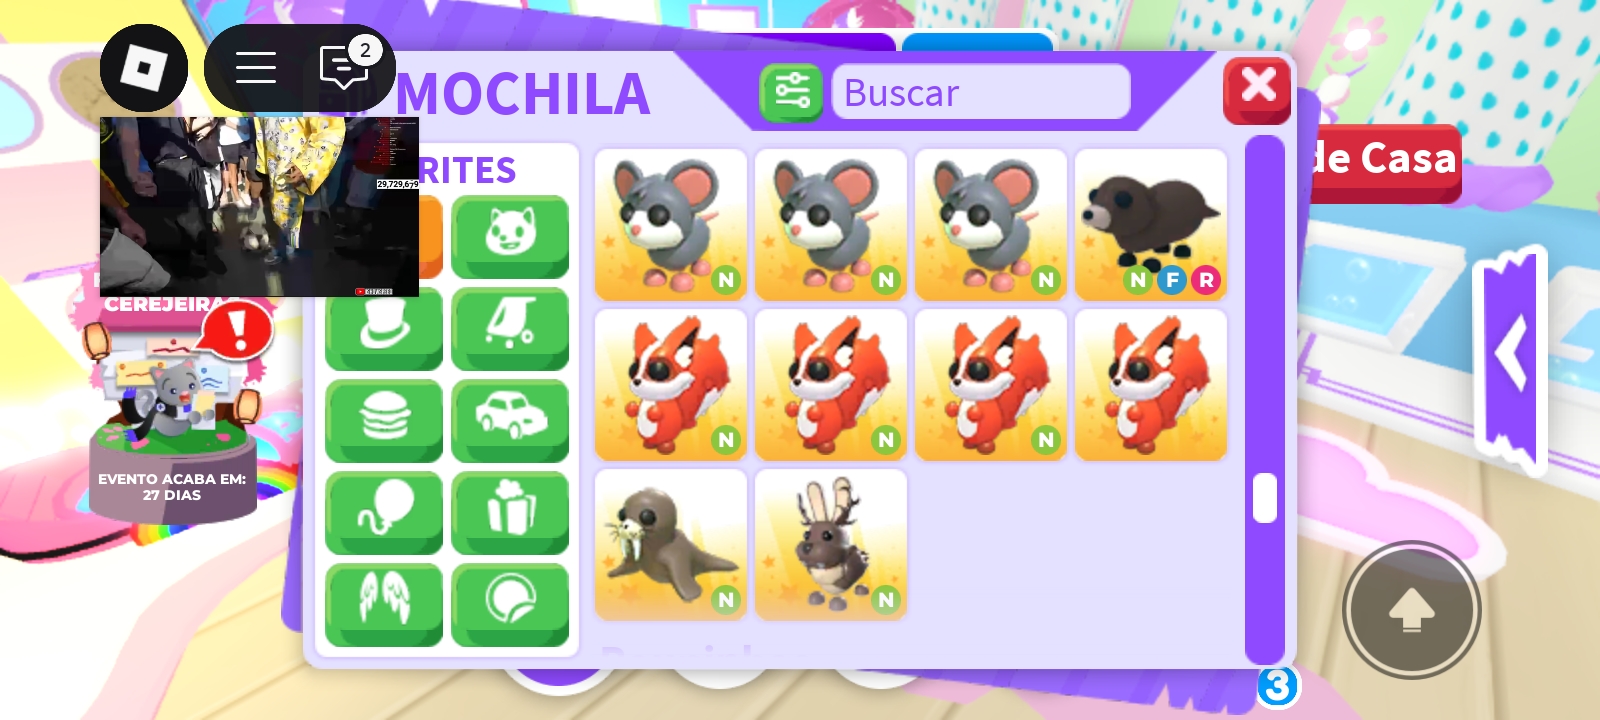 2
MOCHILA
Buscar
de Casa
RITES
29,729,679
N
N
N
N F R
N
N
N
N
N
CEREJEIRA
!
EVENTO ACABA EM:
27 DIAS
3